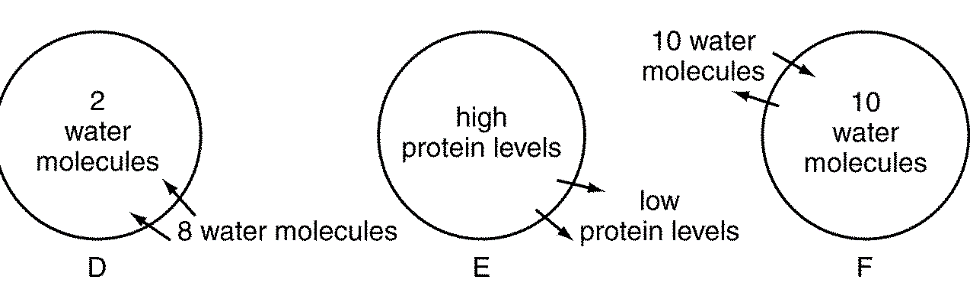 2
water
molecules
8 water molecules
D
high
protein levels
low
protein levels
E
10 water
molecules
10
water
molecules
F